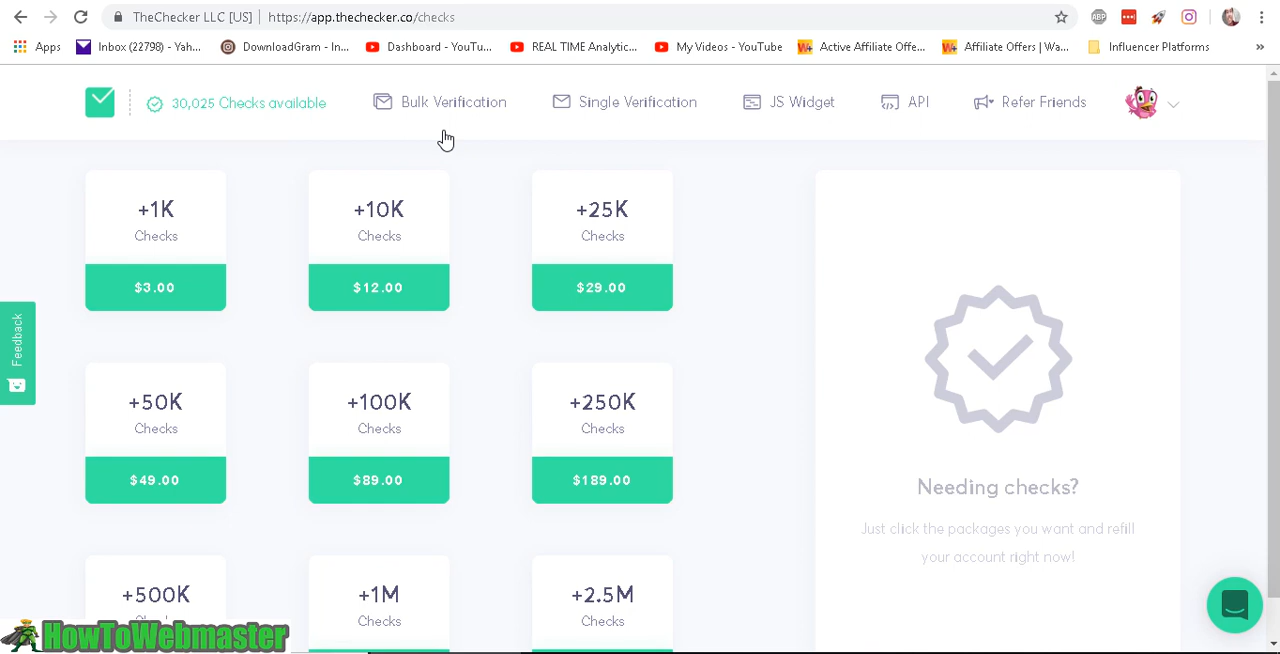 TheChecker LLC [US] | https://app.thechecker.co/checks
ABP
Apps
Inbox (22798) - Yah...
DownloadGram - In...
Dashboard - YouTu...
REAL TIME Analytic...
My Videos - YouTube
Active Affiliate Offe...
Affiliate Offers | Wa...
Influencer Platforms
»
30,025 Checks available
Bulk Verification
Single Verification
JS Widget
API
Refer Friends
+1K
Checks
$3.00
+10K
Checks
$12.00
+25K
Checks
$29.00
Feedback
+50K
Checks
$49.00
+100K
Checks
$89.00
+250K
Checks
$189.00
Needing checks?
Just click the packages you want and refill
your account right now!
+500K
+1M
Checks
+2.5M
Checks
HowToWebmaster